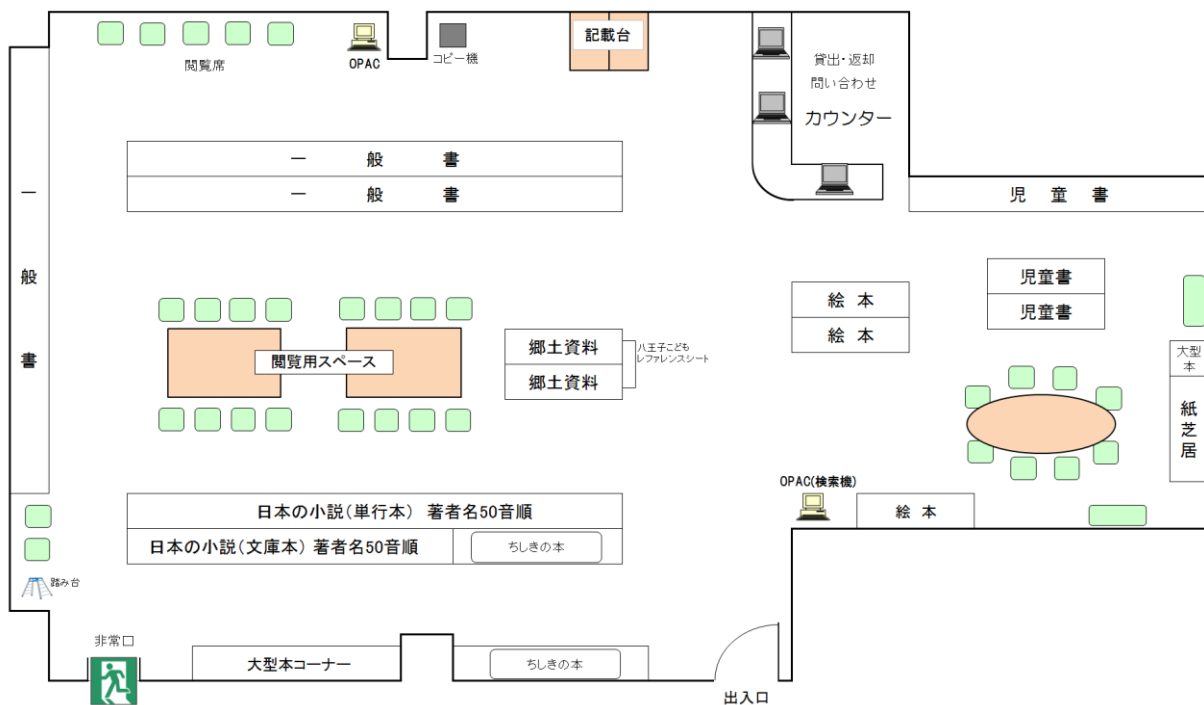 閲覧席
OPAC
コピー機
記載台
貸出・返却
問い合わせ
カウンター
一般書
一般書
一般書
児童書
児童書
児童書
絵本
絵本
閲覧用スペース
郷土資料
郷土資料
八王子こども
レファレンスシート
大型
本
紙芝居
OPAC(検索機)
絵本
日本の小説(単行本) 著者名50音順
日本の小説(文庫本) 著者名50音順
ちしきの本
踏み台
非常口
大型本コーナー
ちしきの本
出入口